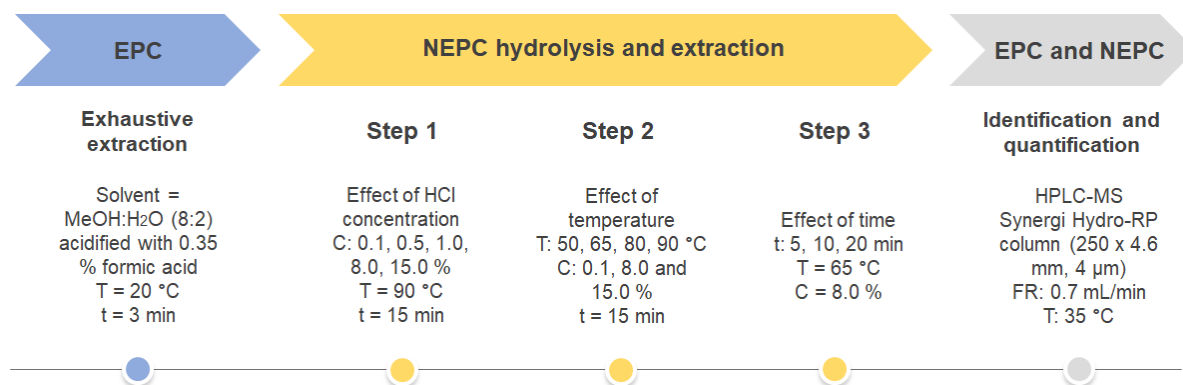 EPC
NEPC hydrolysis and extraction
EPC and NEPC
Exhaustive
extraction
Solvent =
MeOH:H2O (8:2)
acidified with 0.35
% formic acid
T = 20 °C
t = 3 min
Step 1
Effect of HCl
concentration
C: 0.1, 0.5, 1.0,
8.0, 15.0 %
T = 90 °C
t = 15 min
Step 2
Effect of
temperature
T: 50, 65, 80, 90 °C
C: 0.1, 8.0 and
15.0 %
t = 15 min
Step 3
Effect of time
t: 5, 10, 20 min
T = 65 °C
C = 8.0 %
Identification and
quantification
HPLC-MS
Synergi Hydro-RP
column (250 x 4.6
mm, 4 μm)
FR: 0.7 mL/min
T: 35 °C